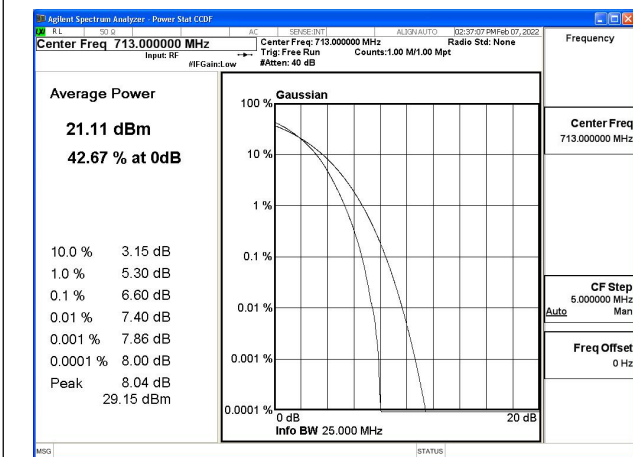 Agilent Spectrum Analyzer - Power Stat CCDF
RL 50 Ω AC SENSE:INT ALIGN AUTO 02:37:07 PM Feb 07, 2022
Center Freq 713.000000 MHz
Input: RF
#IFGain:Low
Center Freq: 713.000000 MHz
Radio Std: None
Trig: Free Run
Counts:1.00 M/1.00 Mpt
#Atten: 40 dB
Frequency
Average Power
21.11 dBm
42.67 % at 0dB
10.0 % 3.15 dB
1.0 % 5.30 dB
0.1 % 6.60 dB
0.01 % 7.40 dB
0.001 % 7.86 dB
0.0001 % 8.00 dB
Peak 8.04 dB
29.15 dBm
Gaussian
100 %
10 %
1 %
0.1 %
0.01 %
0.001 %
0.0001 %
0 dB
20 dB
Info BW 25.000 MHz
Center Freq
713.000000 MHz
CF Step
5.000000 MHz
Auto Man
Freq Offset
0 Hz
MSG
STATUS